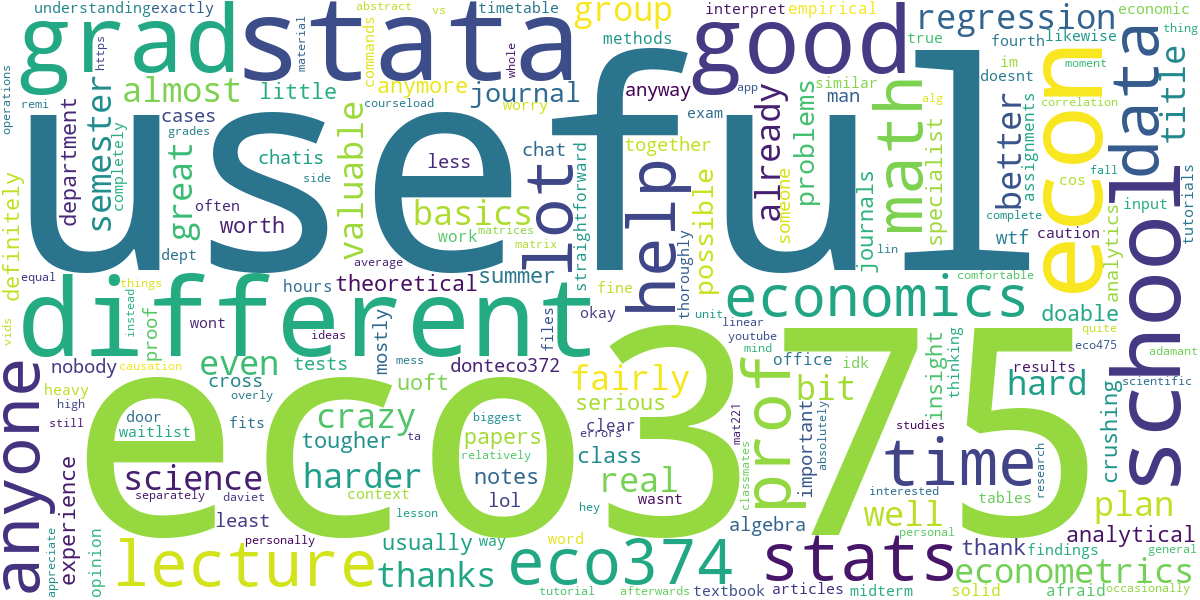 understandingexactly
abstract
vs
timetable
group
interpret
empirical
economic
grad
stata
good
regression
true
fourth
likewise
thing
https
commands
material
whole
methods
im
doesnt
econ
data
title
operations
remi
almost
little
anymore
journal
courseload
worry
anyway
similar
app
alg
man
moment
correlation
semester
department
cases
grades
completely
useful
less
chat
lot
exam
together
already
problems
math
specialist
better
assignments
great
chatis
side
valuable
help
someone
cos
fall
tutorials
definitely
often
worth
basics
work
matrices
matrix
straightforward
possible
journals
important
complete
wtf
caution
input
analytics
school
dept
average
theoretical
summer
fine
thoroughly
lin
comfortable
equal
things
hours
different
files
okay
unit
economics
doable
vids
instead
proof
wont
ideas
mostly
linear
youtube
quite
eco475
adamant
nobody
causation
even
tests
mess
donteco372
mind
office
idk
insight
thinking
results
scientific
anyone
heavy
high
still
cross
overly
uoft
fairly
serious
prof
bit
hard
crushing
door
waitlist
fits
crazy
tougher
ta
biggest
papers
relatively
clear
errors
class
mat221
classmates
absolutely
studies
eco375
science
separately
daviet
harder
context
notes
lol
real
wasnt
time
interested
tables
research
experience
least
lesson
hey
algebra
well
personal
plan
analytical
appreciate
opinion
personally
lecture
usually
way
thanks
word
eco374
stats
thank
findings
general
econometrics
tutorial
afterwards
textbook
articles
midterm
solid
afraid
occasionally